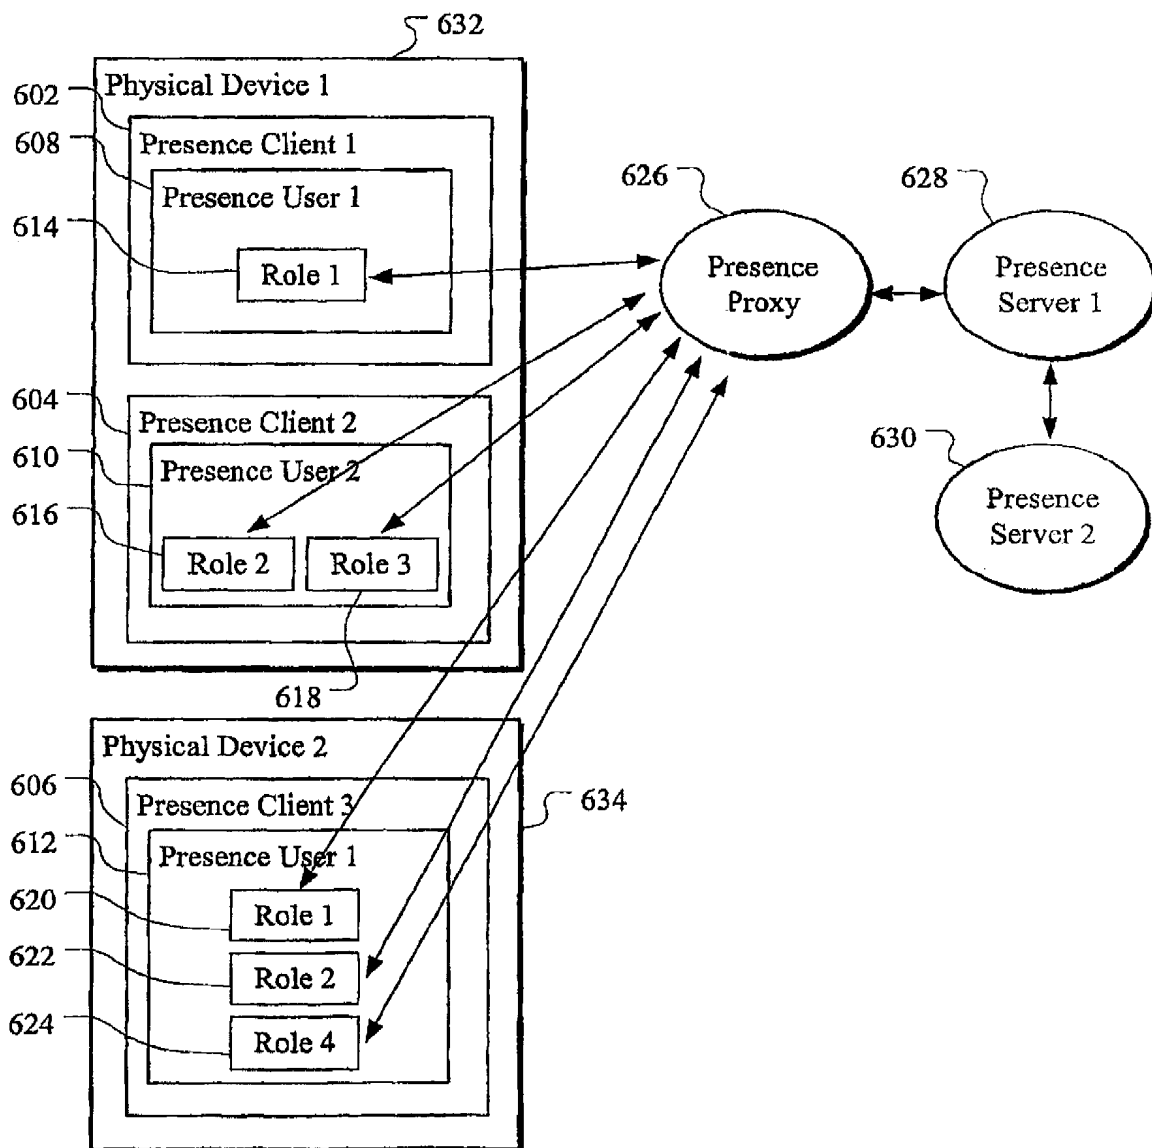 632
Physical Device 1
602
Presence Client 1
608
Presence User 1
614
Role 1
626
Presence
Proxy
628
Presence
Server 1
604
Presence Client 2
610
Presence User 2
616
Role 2
Role 3
618
630
Presence
Server 2
Physical Device 2
606
Presence Client 3
634
612
Presence User 1
620
Role 1
622
Role 2
624
Role 4